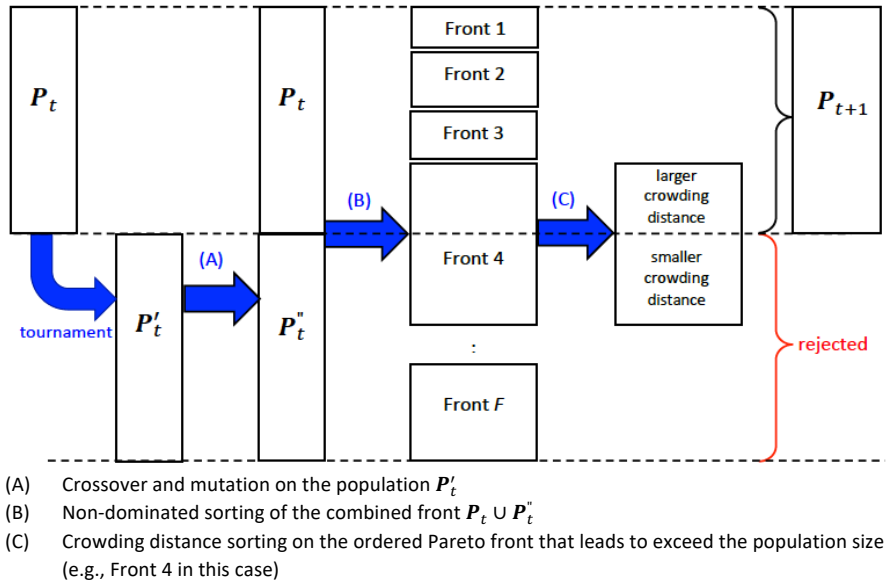 Front 1
P_t
P_t
Front 2
P_{t+1}
Front 3
(B)
(C)
larger
crowding
distance
(A)
Front 4
smaller
crowding
distance
tournament
P′_t
P″_t
:
rejected
Front F
(A) Crossover and mutation on the population P′_t
(B) Non-dominated sorting of the combined front P_t ∪ P″_t
(C) Crowding distance sorting on the ordered Pareto front that leads to exceed the population size
(e.g., Front 4 in this case)